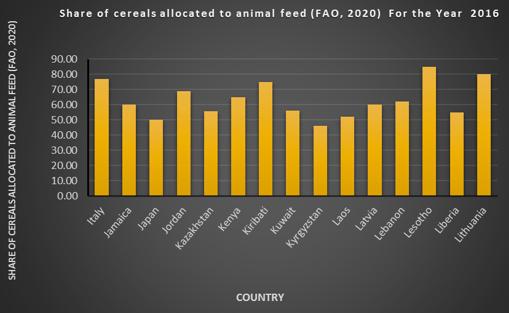 Share of cereals allocated to animal feed (FAO, 2020) For the Year 2016
SHARE OF CEREALS ALLOCATED TO ANIMAL FEED (FAO, 2020)
90.00
80.00
70.00
60.00
50.00
40.00
30.00
20.00
10.00
0.00
Italy
Jamaica
Japan
Jordan
Kazakhstan
Kenya
Kiribati
Kuwait
Kyrgyzstan
Laos
Latvia
Lebanon
Lesotho
Liberia
Lithuania
COUNTRY